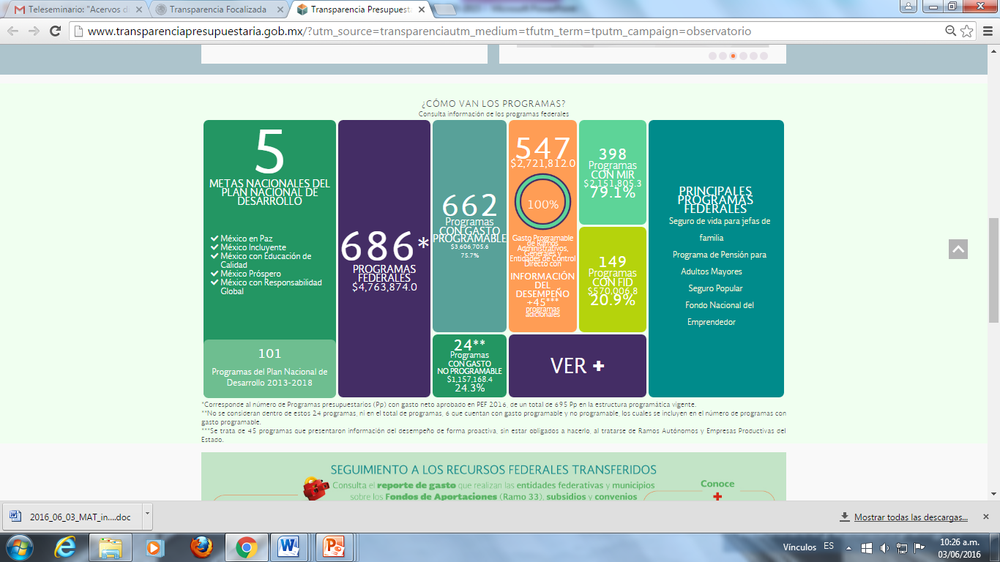 Teleseminario: "Acervos d
Transparencia Focalizada
Transparencia Presupuesta
www.transparenciapresupuestaria.gob.mx/?utm_source=transparenciautm_medium=tfutm_term=tputm_campaign=observatorio
¿CÓMO VAN LOS PROGRAMAS?
Consulta información de los programas federales
5
METAS NACIONALES DEL
PLAN NACIONAL DE
DESARROLLO
México en Paz
México Incluyente
México con Educación de
Calidad
México Próspero
México con Responsabilidad
Global
101
Programas del Plan Nacional de
Desarrollo 2013-2018
686*
PROGRAMAS
FEDERALES
$4,763,874.0
662
Programas
CON GASTO
PROGRAMABLE
$3,606,705.6
75.7%
24**
Programas
CON GASTO
NO PROGRAMABLE
$1,157,168.4
24.3%
547
$2,721,812.0
100%
Gasto Programable
de Ramos
Administrativos,
Generales y
Entidades de Control
Directo con
INFORMACIÓN
DEL
DESEMPEÑO
+45***
programas
adicionales
398
Programas
CON MIR
$2,151,805.3
79.1%
149
Programas
CON FID
$570,006.8
20.9%
VER +
PRINCIPALES
PROGRAMAS
FEDERALES
Seguro de vida para jefas de
familia
Programa de Pensión para
Adultos Mayores
Seguro Popular
Fondo Nacional del
Emprendedor
*Corresponde al número de Programas presupuestarios (Pp) con gasto neto aprobado en PEF 2016, de un total de 695 Pp en la estructura programática vigente.
**No se consideran dentro de estos 24 programas, ni en el total de programas, 6 que cuentan con gasto programable y no programable, los cuales se incluyen en el número de programas con
gasto programable.
***Se trata de 45 programas que presentaron información del desempeño de forma proactiva, sin estar obligados a hacerlo, al tratarse de Ramos Autónomos y Empresas Productivas del
Estado.
SEGUIMIENTO A LOS RECURSOS FEDERALES TRANSFERIDOS
Consulta el reporte de gasto que realizan las entidades federativas y municipios
sobre los Fondos de Aportaciones (Ramo 33), subsidios y convenios
Conoce
+
2016_06_03_MAT_in....doc
Mostrar todas las descargas...
Vínculos
ES
10:26 a.m.
03/06/2016